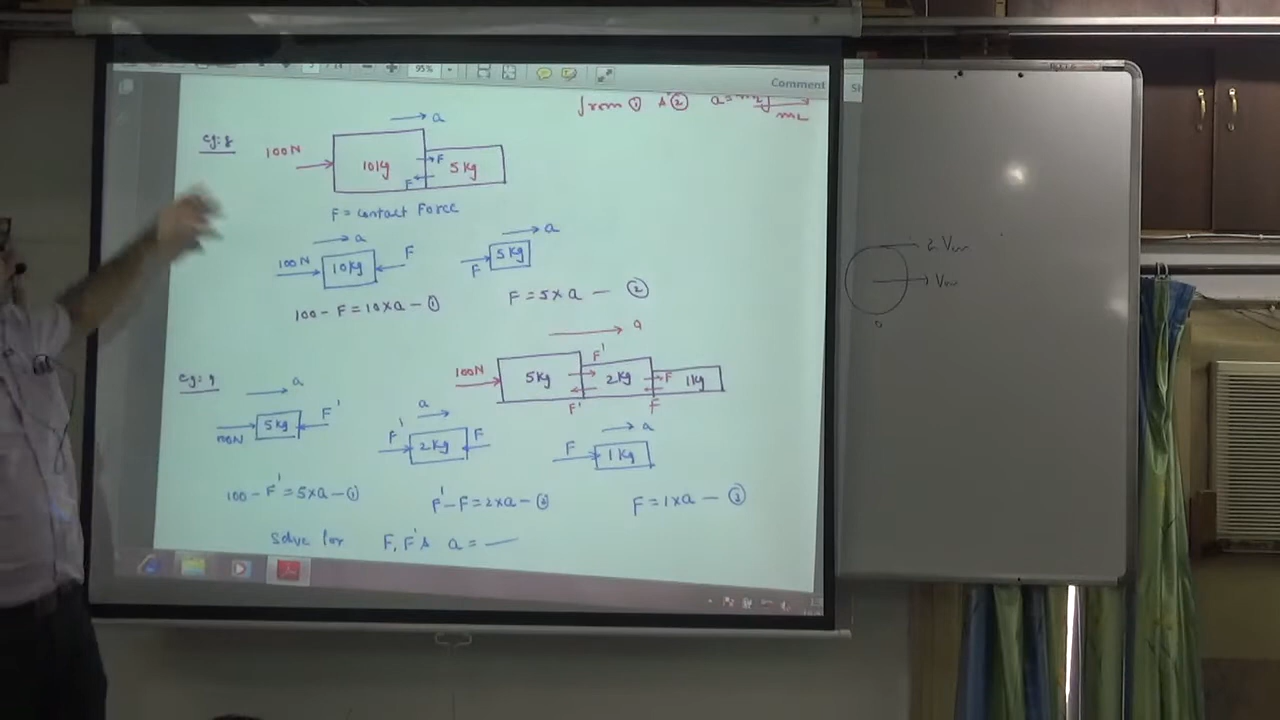 95%
Comment
from ① & ② a = m₂g
m
eg: 8
a
100N
10kg
F
F
5kg
F = contact Force
a
100N
10kg
F
a
F
5kg
100 - F = 10 x a - ①
F = 5 x a - ②
eg: 9
a
100N
5kg
F'
2kg
F
1kg
F'
F
a
100N
5kg
F'
a
F'
2kg
F
a
F
1kg
100 - F' = 5 x a - ①
F' - F = 2 x a - ②
F = 1 x a - ③
Solve for F, F' & a =
2 Vcm
Vcm